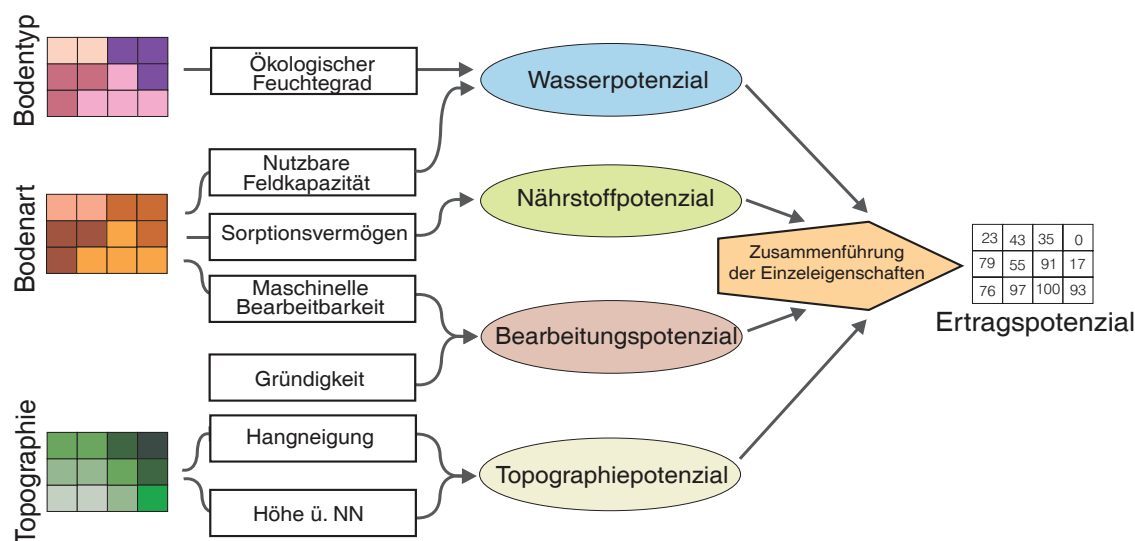 Bodentyp
Ökologischer
Feuchtegrad
Wasserpotenzial
Bodenart
Nutzbare
Feldkapazität
Sorptionsvermögen
Nährstoffpotenzial
Maschinelle
Bearbeitbarkeit
Gründigkeit
Bearbeitungspotenzial
Topographie
Hangneigung
Höhe ü. NN
Topographiepotenzial
Zusammenführung
der Einzeleigenschaften
23 43 35 0
79 55 91 17
76 97 100 93
Ertragspotenzial